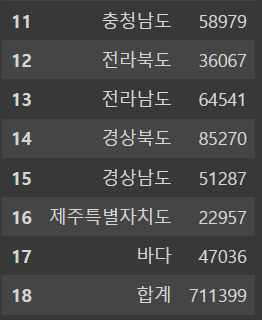 11 충청남도 58979
12 전라북도 36067
13 전라남도 64541
14 경상북도 85270
15 경상남도 51287
16 제주특별자치도 22957
17 바다 47036
18 합계 711399